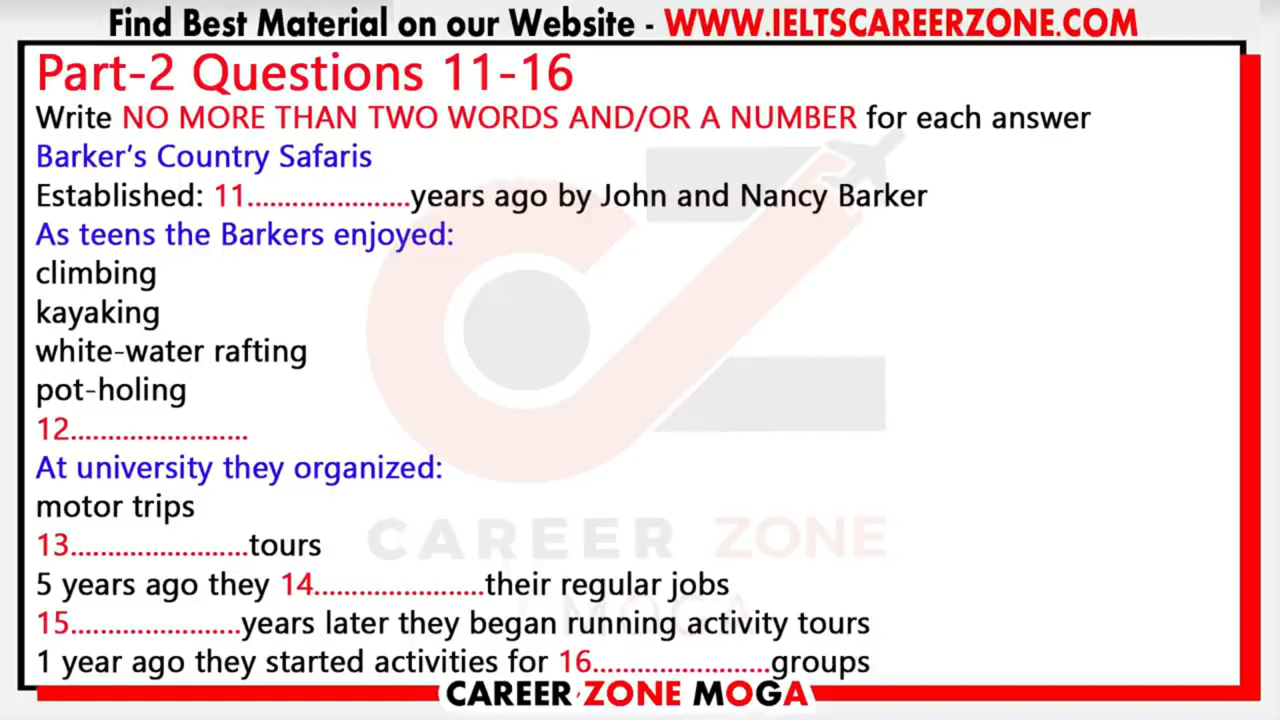 Find Best Material on our Website - WWW.IELTSCAREERZONE.COM
Part-2 Questions 11-16
Write NO MORE THAN TWO WORDS AND/OR A NUMBER for each answer
Barker's Country Safaris
Established: 11......................years ago by John and Nancy Barker
As teens the Barkers enjoyed:
climbing
kayaking
white-water rafting
pot-holing
12........................
At university they organized:
motor trips
CAREER ZONE
13........................tours
5 years ago they 14.......................their regular jobs
MOGA
15.......................years later they began running activity tours
1 year ago they started activities for 16........................groups
CAREER ZONE MOGA